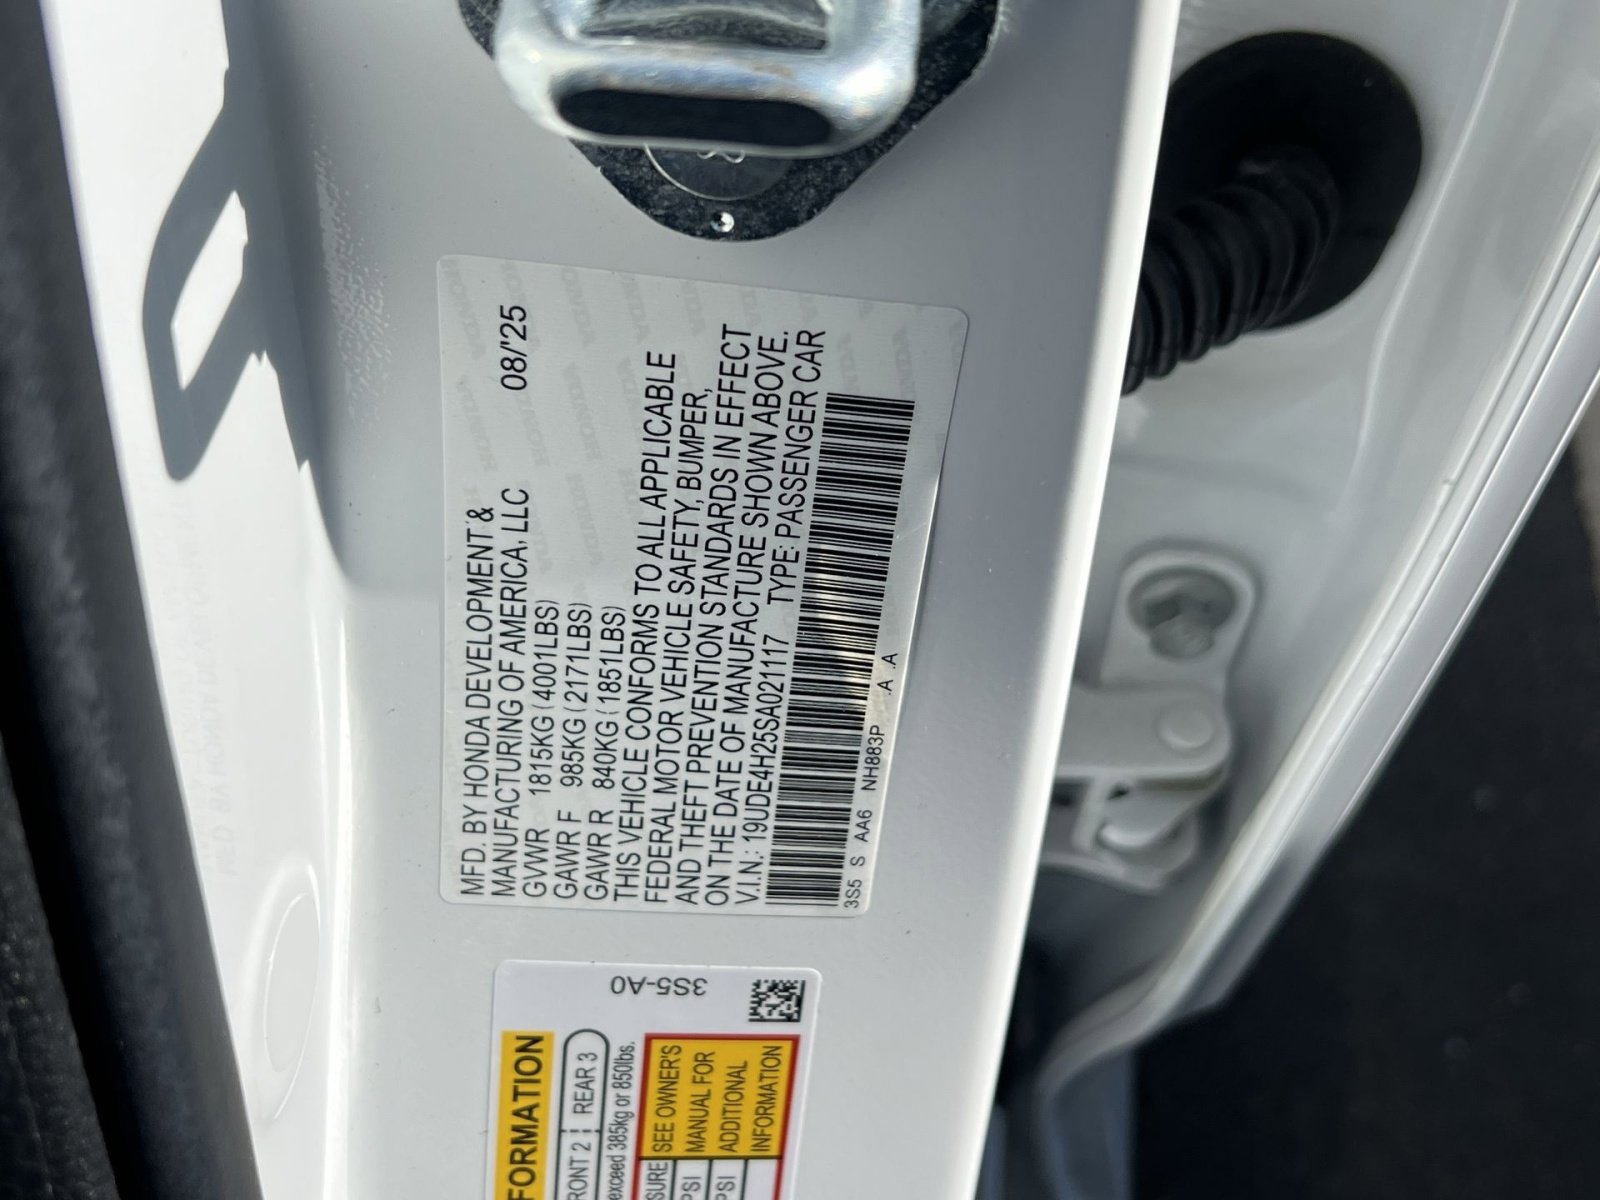 MFD. BY HONDA DEVELOPMENT &
MANUFACTURING OF AMERICA, LLC 08/'25
GVWR 1815KG (4001LBS)
GAWR F 985KG (2171LBS)
GAWR R 840KG (1851LBS)
THIS VEHICLE CONFORMS TO ALL APPLICABLE
FEDERAL MOTOR VEHICLE SAFETY, BUMPER,
AND THEFT PREVENTION STANDARDS IN EFFECT
ON THE DATE OF MANUFACTURE SHOWN ABOVE.
V.I.N.: 19UDE4H25SA021117 TYPE: PASSENGER CAR
3S5 S AA6 NH883P .A .A
3S5-A0
FORMATION
RONT 2 REAR 3
exceed 385kg or 850lbs.
SURE
PSI
PSI
SEE OWNER'S
MANUAL FOR
ADDITIONAL
INFORMATION